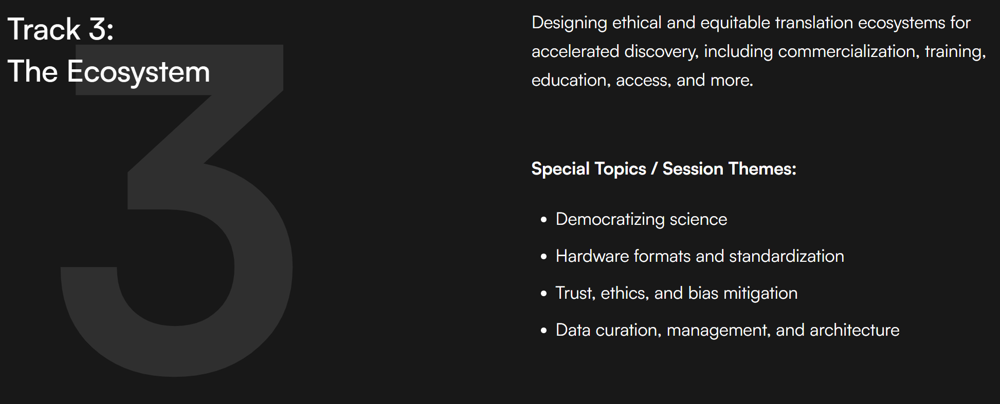 Track 3:
The Ecosystem
3
Designing ethical and equitable translation ecosystems for
accelerated discovery, including commercialization, training,
education, access, and more.
Special Topics / Session Themes:
• Democratizing science
• Hardware formats and standardization
• Trust, ethics, and bias mitigation
• Data curation, management, and architecture